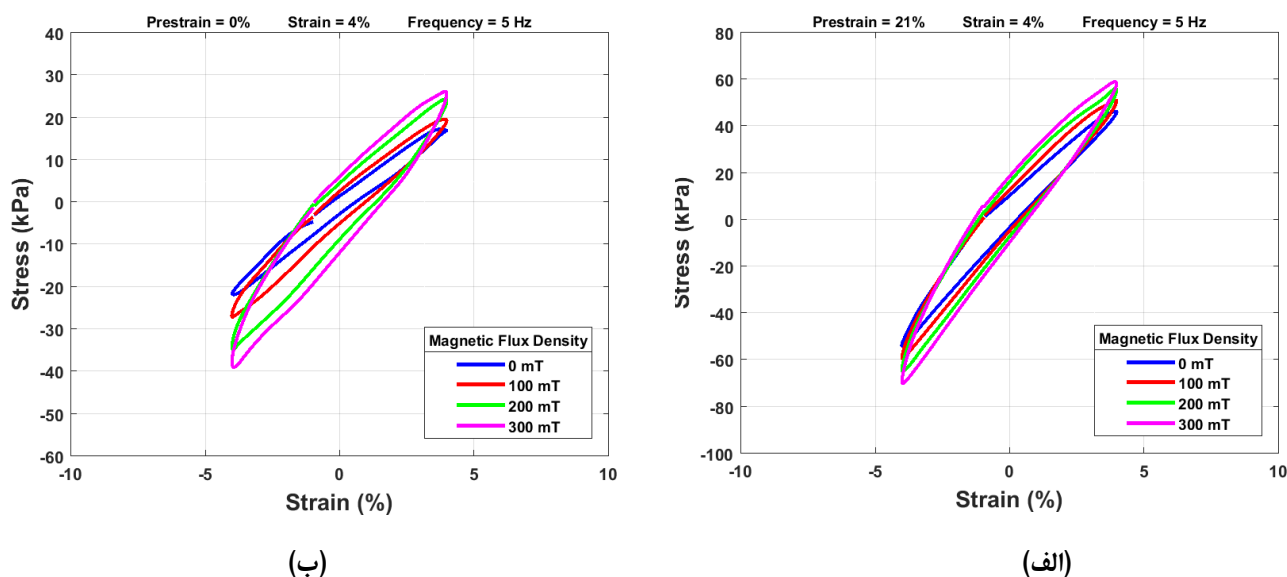 Prestrain = 0% Strain = 4% Frequency = 5 Hz
40
30
20
10
0
-10
-20
-30
-40
-50
-60
Stress (kPa)
-10 -5 0 5 10
Strain (%)
Magnetic Flux Density
0 mT
100 mT
200 mT
300 mT
(ب)
Prestrain = 21% Strain = 4% Frequency = 5 Hz
80
60
40
20
0
-20
-40
-60
-80
-100
Stress (kPa)
-10 -5 0 5 10
Strain (%)
Magnetic Flux Density
0 mT
100 mT
200 mT
300 mT
(الف)